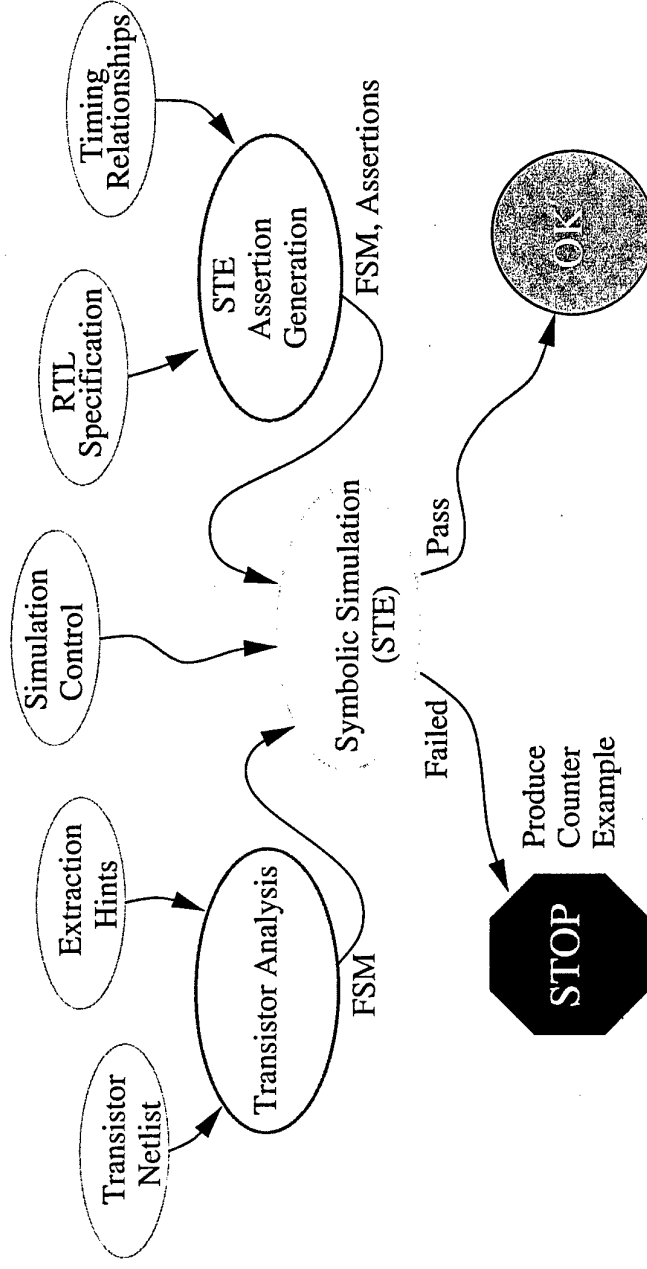 Transistor
Netlist
Extraction
Hints
Simulation
Control
RTL
Specification
Timing
Relationships
Transistor Analysis
STE
Assertion
Generation
FSM
FSM, Assertions
Symbolic Simulation
(STE)
Failed
Pass
Produce
Counter
Example
STOP
OK